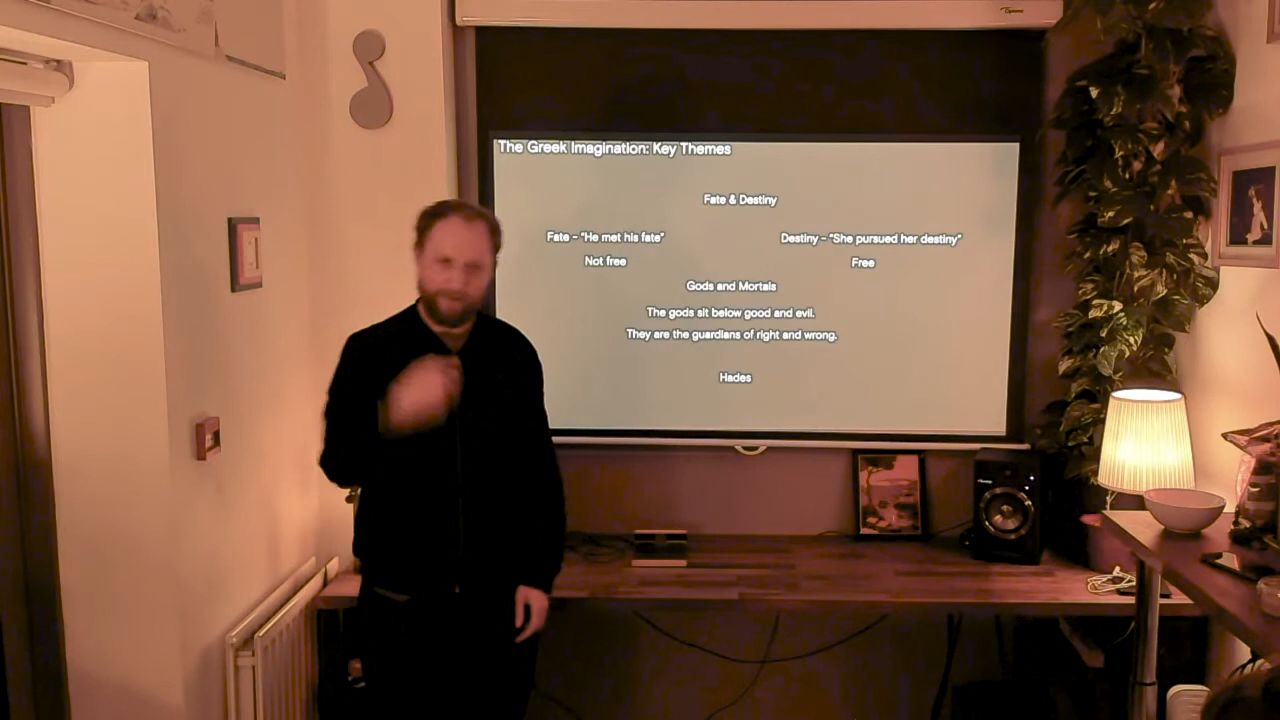 The Greek Imagination: Key Themes
Fate & Destiny
Fate - "He met his fate"
Destiny - "She pursued her destiny"
Not free
Free
Gods and Mortals
The gods sit below good and evil.
They are the guardians of right and wrong.
Hades